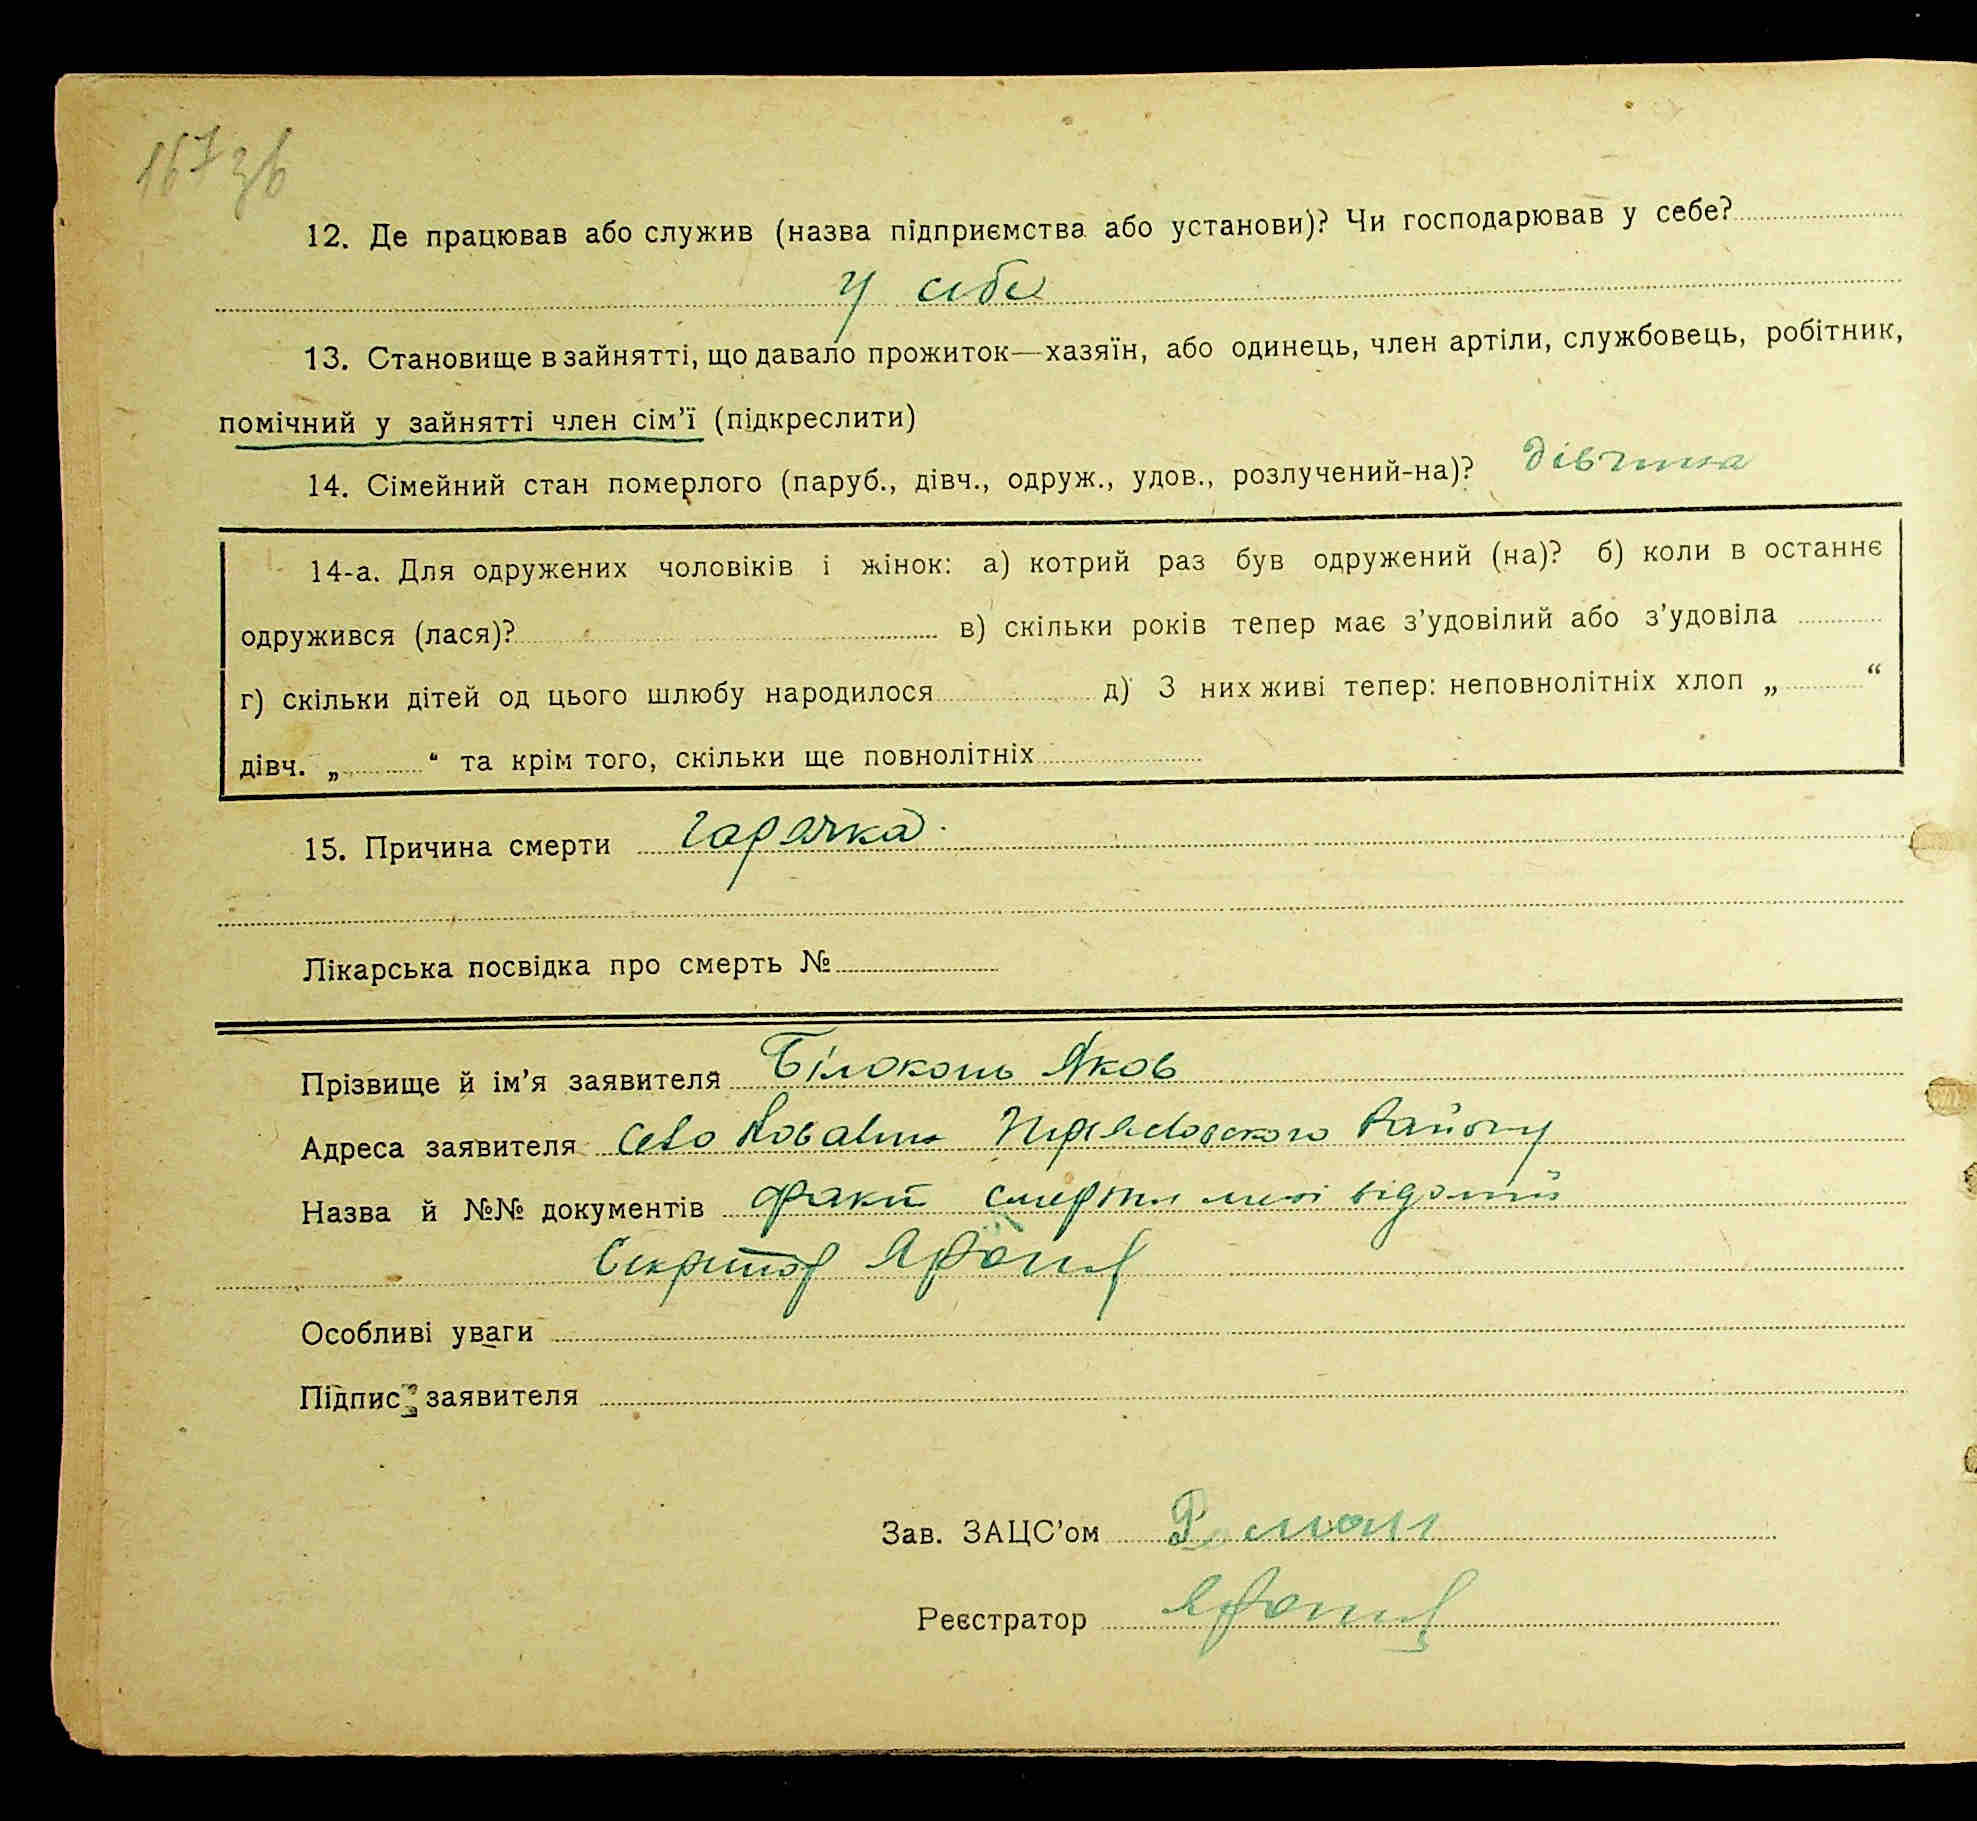 167 зв
12. Де працював або служив (назва підприємства або установи)? Чи господарював у себе?
У себе
13. Становище в зайнятті, що давало прожиток—хазяїн, або одинець, член артіли, службовець, робітник,
помічний у зайнятті член сім’ї (підкреслити)
14. Сімейний стан померлого (паруб., дівч., одруж., удов., розлучений-на)? дівчина
14-а. Для одружених чоловіків і жінок: а) котрий раз був одружений (на)? б) коли в останнє
одружився (лася)? в) скільки років тепер має з’удовілий або з’удовіла
г) скільки дітей од цього шлюбу народилося д) З них живі тепер: неповнолітніх хлоп „ “
дівч. „ “ та крім того, скільки ще повнолітніх
15. Причина смерти гарячка.
Лікарська посвідка про смерть №
Прізвище й ім’я заявителя Білоконь Яков
Адреса заявителя село Ковалин Переясловского Району
Назва й №№ документів факт смерти мені відомий
Секретар
Особливі уваги
Підпис заявителя
Зав. ЗАЦС’ом
Реєстратор